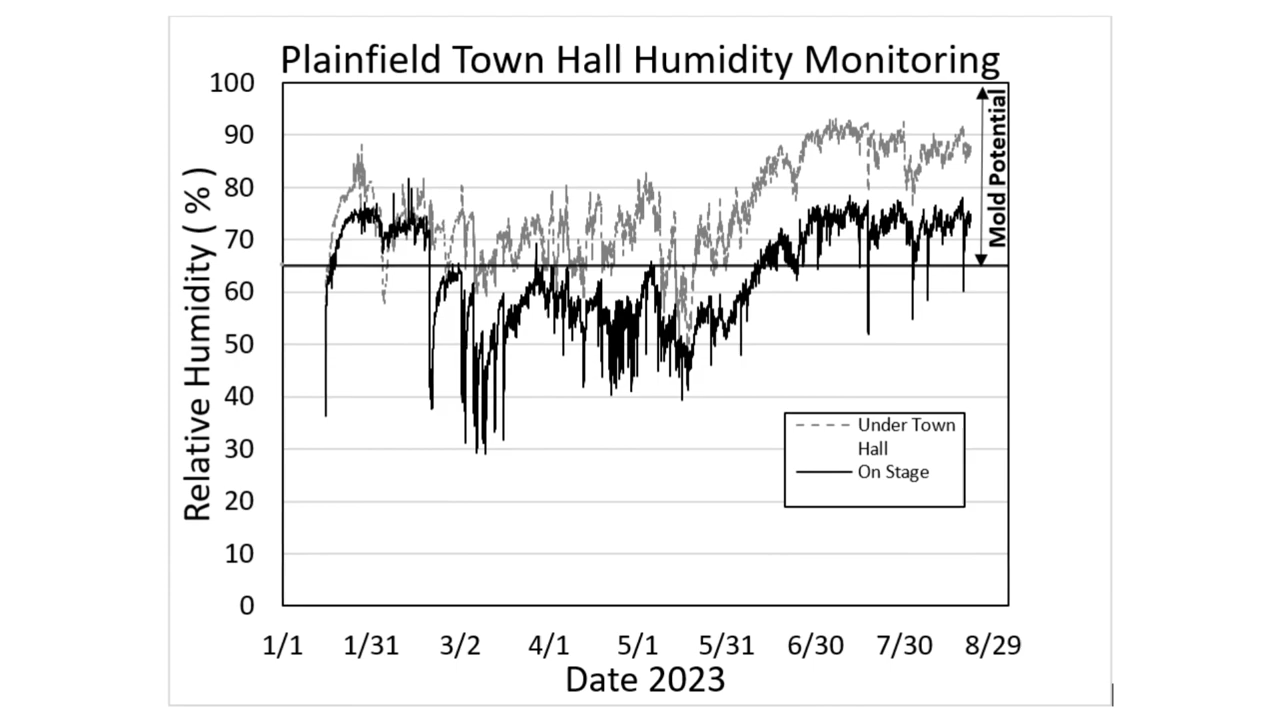 Plainfield Town Hall Humidity Monitoring
100
90
80
70
60
50
40
30
20
10
0
Relative Humidity ( % )
Mold Potential
Under Town
Hall
On Stage
1/1 1/31 3/2 4/1 5/1 5/31 6/30 7/30 8/29
Date 2023